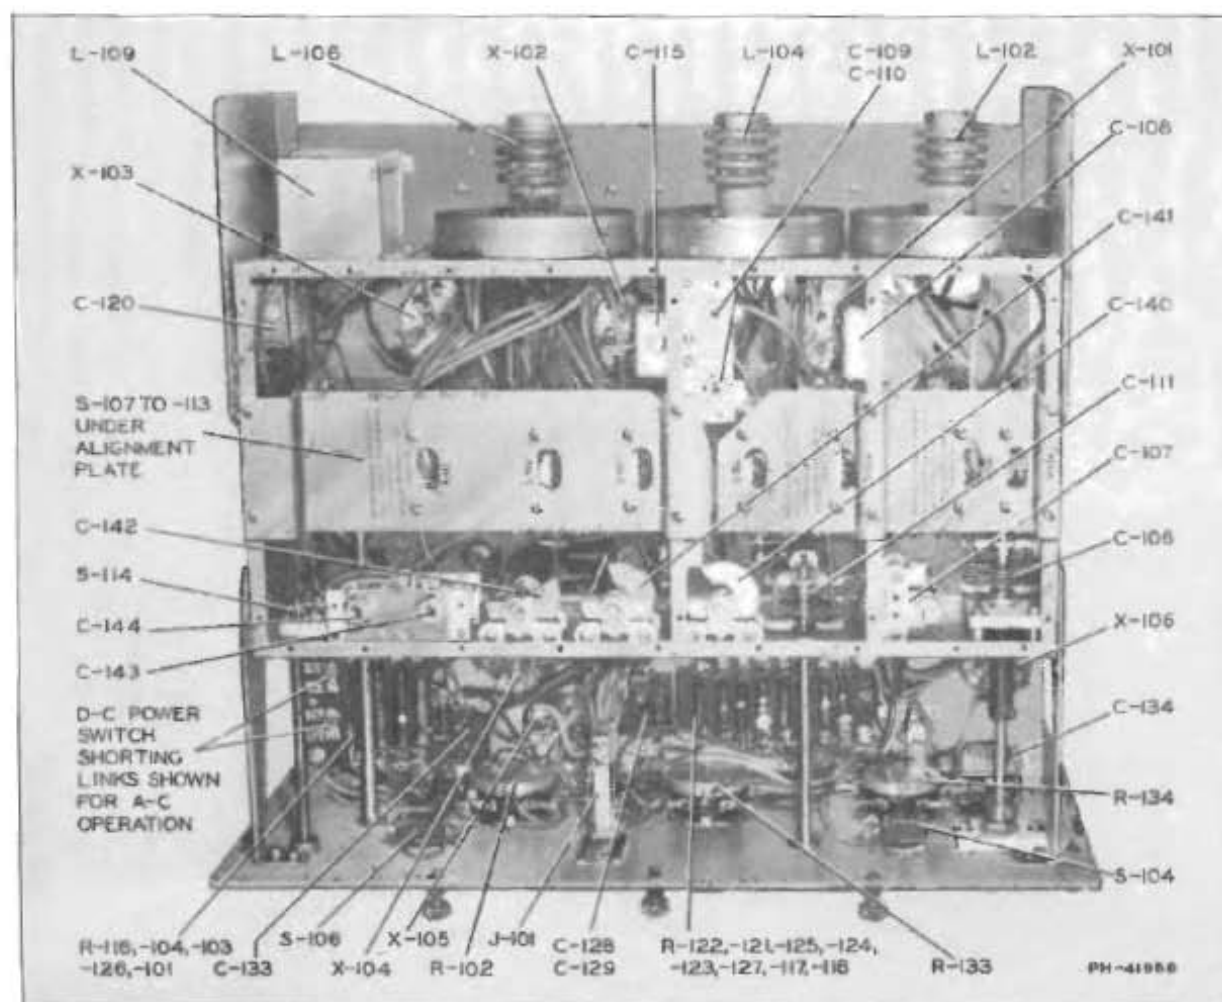 L-109
L-106
X-102
C-115
L-104
C-109
C-110
L-102
X-101
C-108
X-103
C-141
C-140
C-120
C-111
S-107 TO -113
UNDER
ALIGNMENT
PLATE
C-107
C-142
C-106
S-114
C-144
X-106
C-143
C-134
D-C POWER
SWITCH
SHORTING
LINKS SHOWN
FOR A-C
OPERATION
R-134
S-104
R-116, -104, -103
-126, -101
C-133
S-106
X-104
X-105
R-102
J-101
C-128
C-129
R-122, -121, -125, -124,
-123, -127, -117, -118
R-133